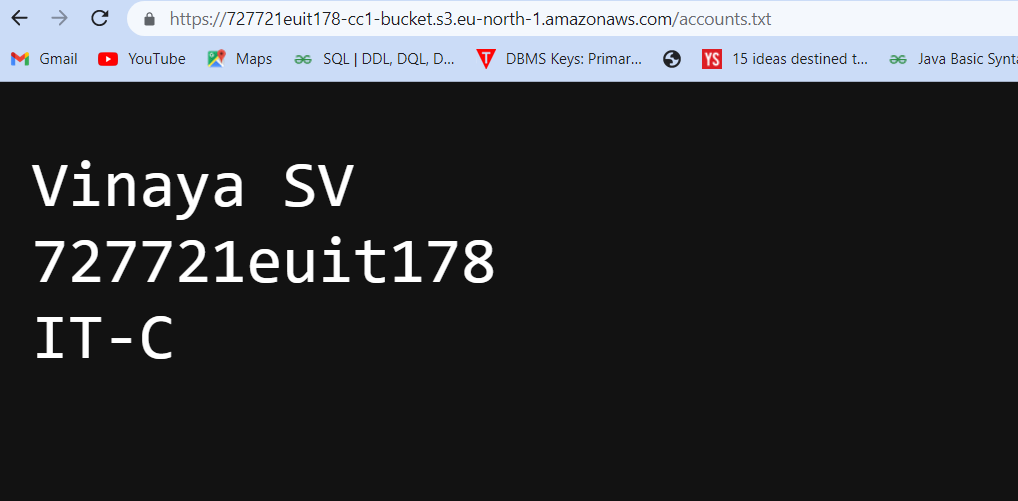 https://727721euit178-cc1-bucket.s3.eu-north-1.amazonaws.com/accounts.txt
Gmail YouTube Maps SQL | DDL, DQL, D... DBMS Keys: Primar... YS 15 ideas destined t... Java Basic Synta
Vinaya SV
727721euit178
IT-C